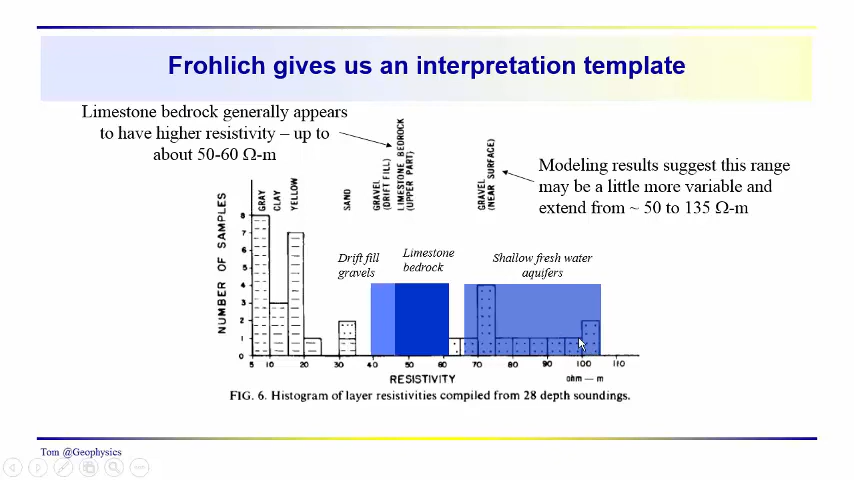 Frohlich gives us an interpretation template
Limestone bedrock generally appears
to have higher resistivity – up to
about 50-60 Ω-m
Modeling results suggest this range
may be a little more variable and
extend from ~ 50 to 135 Ω-m
GRAY
CLAY
YELLOW
SAND
GRAVEL
(DRIFT FILL)
LIMESTONE BEDROCK
(UPPER PART)
GRAVEL
(NEAR SURFACE)
Drift fill
gravels
Limestone
bedrock
Shallow fresh water
aquifers
NUMBER OF SAMPLES
8
7
6
5
4
3
2
1
0
5 10 20 30 40 50 60 70 80 90 100 110
RESISTIVITY
ohm — m
FIG. 6. Histogram of layer resistivities compiled from 28 depth soundings.
Tom @Geophysics